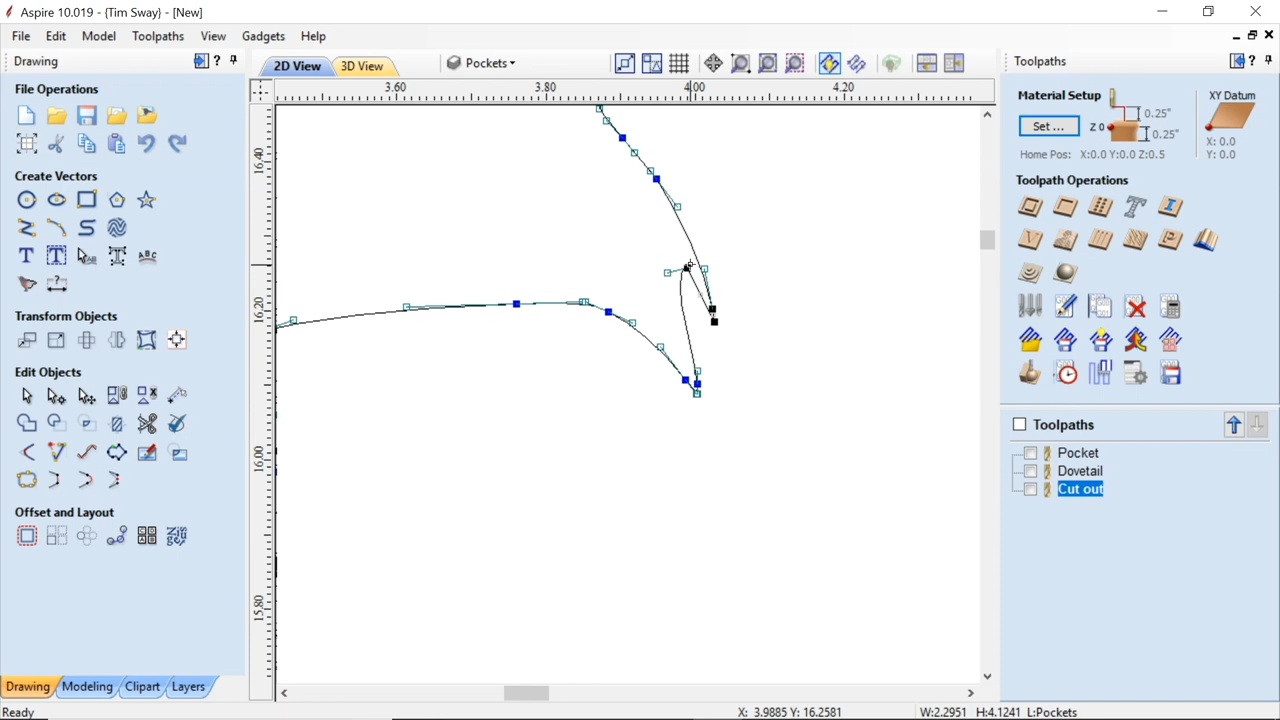 Aspire 10.019 - {Tim Sway} - [New]
File Edit Model Toolpaths View Gadgets Help
Drawing
File Operations
Create Vectors
Transform Objects
Edit Objects
Offset and Layout
Drawing Modeling Clipart Layers
Ready
2D View 3D View Pockets
3.60 3.80 4.00 4.20
16.40
16.20
16.00
15.80
X: 3.9885 Y: 16.2581
W:2.2951 H:4.1241 L:Pockets
Toolpaths
Material Setup
Set ...
Z 0
0.25"
0.25"
Home Pos: X:0.0 Y:0.0 Z:0.5
XY Datum
X: 0.0
Y: 0.0
Toolpath Operations
Toolpaths
Pocket
Dovetail
Cut out